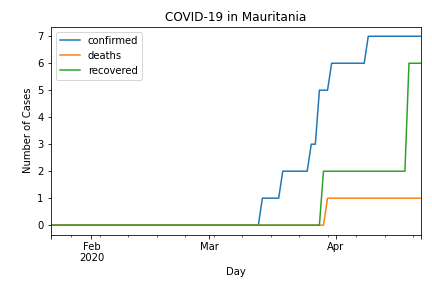 COVID-19 in Mauritania
confirmed
deaths
recovered
Number of Cases
7
6
5
4
3
2
1
0
Feb
2020
Mar
Apr
Day